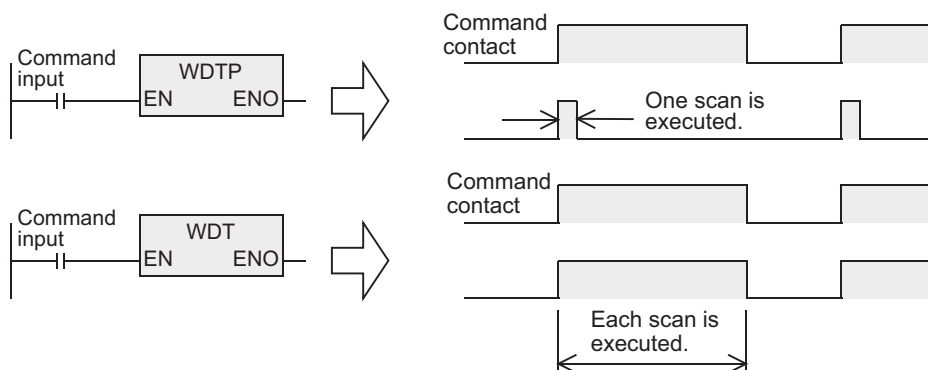 Command
input
WDTP
EN ENO
Command
contact
One scan is
executed.
Command
input
WDT
EN ENO
Command
contact
Each scan is
executed.